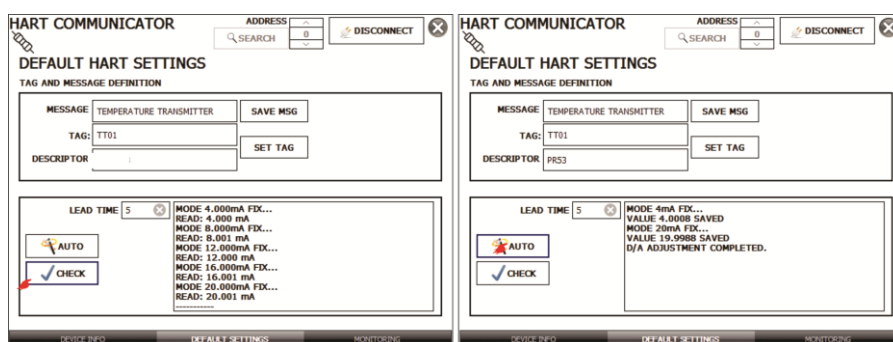 HART COMMUNICATOR
ADDRESS
SEARCH
0
DISCONNECT
DEFAULT HART SETTINGS
TAG AND MESSAGE DEFINITION
MESSAGE TEMPERATURE TRANSMITTER SAVE MSG
TAG: TT01
SET TAG
DESCRIPTOR
LEAD TIME 5
AUTO
CHECK
MODE 4.000mA FIX...
READ: 4.000 mA
MODE 8.000mA FIX...
READ: 8.001 mA
MODE 12.000mA FIX...
READ: 12.000 mA
MODE 16.000mA FIX...
READ: 16.001 mA
MODE 20.000mA FIX...
READ: 20.001 mA
-----------
DEVICE INFO DEFAULT SETTINGS MONITORING
HART COMMUNICATOR
ADDRESS
SEARCH
0
DISCONNECT
DEFAULT HART SETTINGS
TAG AND MESSAGE DEFINITION
MESSAGE TEMPERATURE TRANSMITTER SAVE MSG
TAG: TT01
SET TAG
DESCRIPTOR PR53
LEAD TIME 5
AUTO
CHECK
MODE 4mA FIX...
VALUE 4.0008 SAVED
MODE 20mA FIX...
VALUE 19.9988 SAVED
D/A ADJUSTMENT COMPLETED.
DEVICE INFO DEFAULT SETTINGS MONITORING